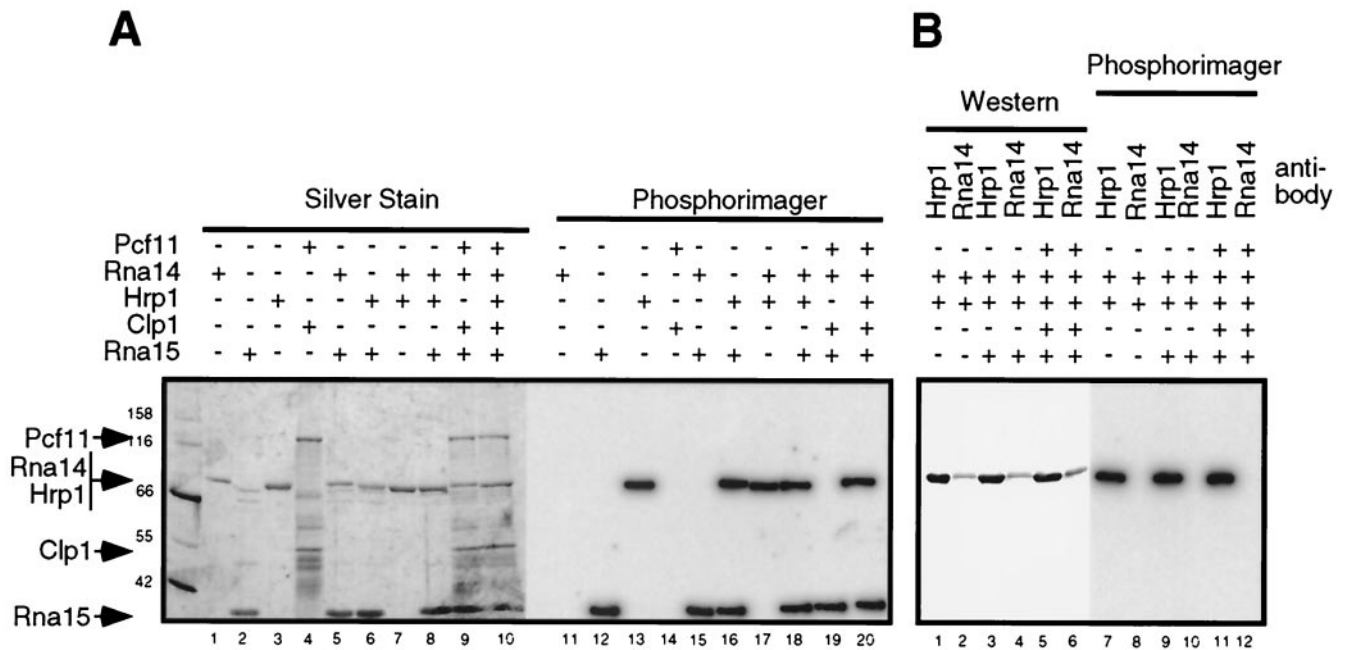 A
B
Phosphorimager
Western
Hrp1 Rna14 Hrp1 Rna14 Hrp1 Rna14 Hrp1 Rna14 Hrp1 Rna14 Hrp1 Rna14
anti-
body
Silver Stain
Phosphorimager
Pcf11 - - - + - - - - + + - - - + - - - - + + - - - - + + - - - - + +
Rna14 + - - - + - + + + + + - - - + - + + + + + + + + + + + + + + + +
Hrp1 - - + - - + + + - + - - + - - + + + - + + + + + + + + + + + + +
Clp1 - - - + - - - - + + - - - + - - - - + + - - - - + + - - - - + +
Rna15 - + - - + + - + + + - + - - + + - + + + - - + + + + - - + + + +
158
Pcf11
116
Rna14
Hrp1
66
55
Clp1
42
Rna15
1 2 3 4 5 6 7 8 9 10 11 12 13 14 15 16 17 18 19 20
1 2 3 4 5 6 7 8 9 10 11 12